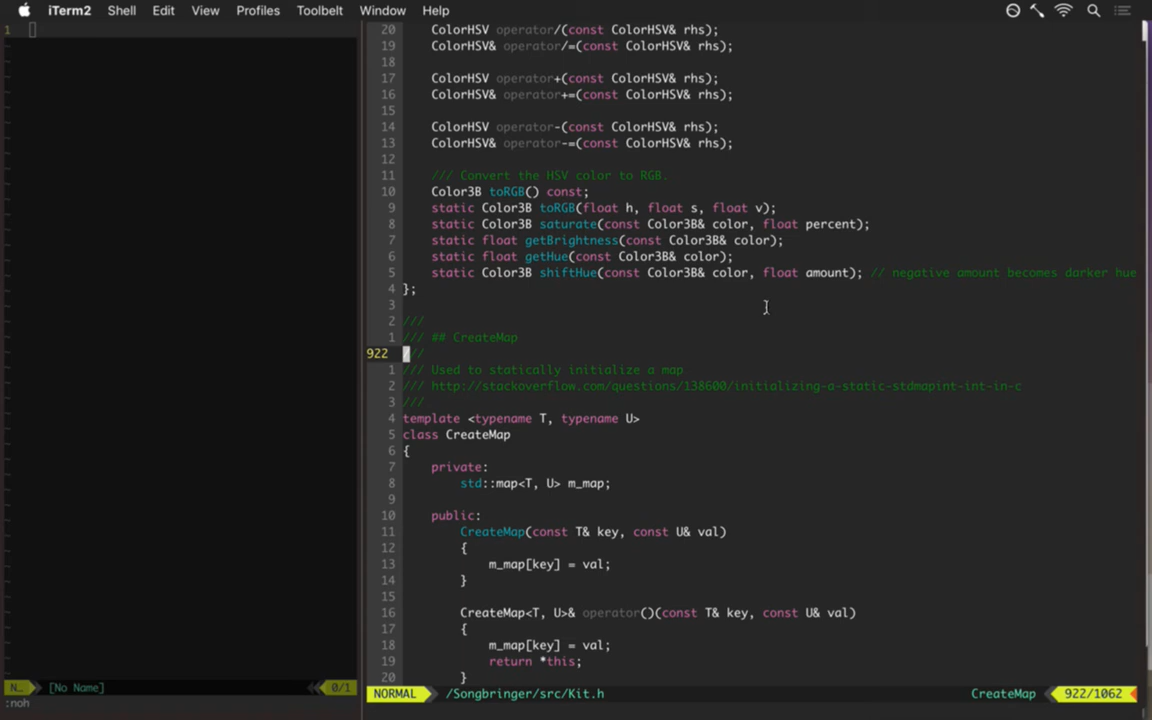 iTerm2 Shell Edit View Profiles Toolbelt Window Help
1
20 ColorHSV operator/(const ColorHSV& rhs);
19 ColorHSV& operator/=(const ColorHSV& rhs);
18
17 ColorHSV operator+(const ColorHSV& rhs);
16 ColorHSV& operator+=(const ColorHSV& rhs);
15
14 ColorHSV operator-(const ColorHSV& rhs);
13 ColorHSV& operator-=(const ColorHSV& rhs);
12
11 /// Convert the HSV color to RGB.
10 Color3B toRGB() const;
9 static Color3B toRGB(float h, float s, float v);
8 static Color3B saturate(const Color3B& color, float percent);
7 static float getBrightness(const Color3B& color);
6 static float getHue(const Color3B& color);
5 static Color3B shiftHue(const Color3B& color, float amount); // negative amount becomes darker hue
4 };
3
2 ///
1 /// ## CreateMap
922 ///
1 /// Used to statically initialize a map
2 /// http://stackoverflow.com/questions/138600/initializing-a-static-stdmapint-int-in-c
3 ///
4 template <typename T, typename U>
5 class CreateMap
6 {
7 private:
8 std::map<T, U> m_map;
9
10 public:
11 CreateMap(const T& key, const U& val)
12 {
13 m_map[key] = val;
14 }
15
16 CreateMap<T, U>& operator()(const T& key, const U& val)
17 {
18 m_map[key] = val;
19 return *this;
20 }
N… [No Name] 0/1
NORMAL /Songbringer/src/Kit.h CreateMap 922/1062
:noh